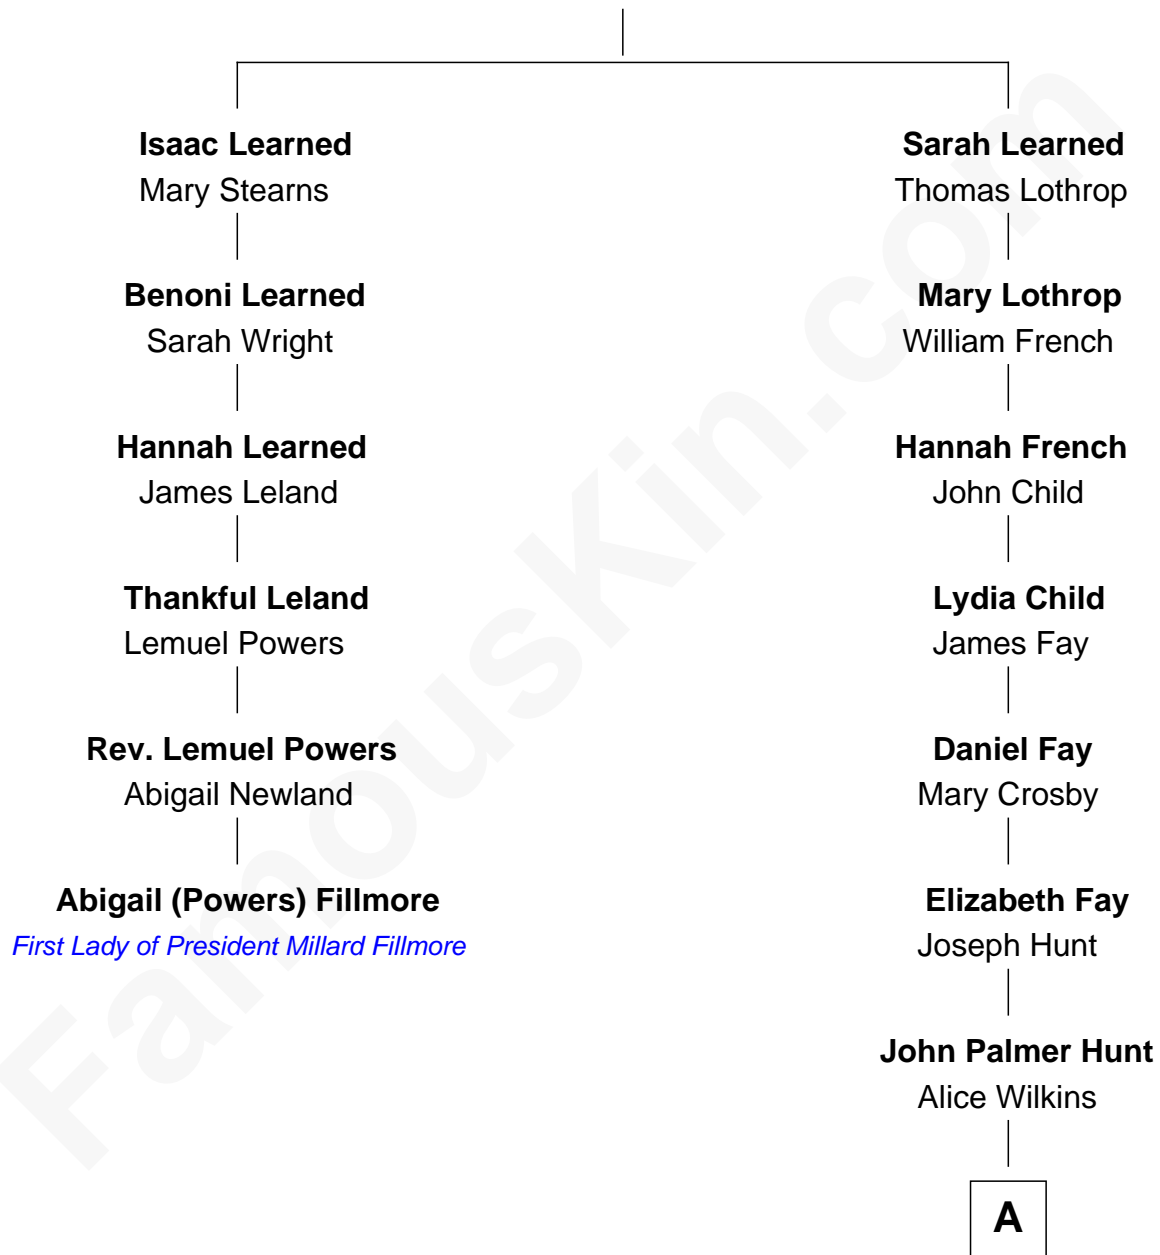 Isaac Learned
Mary Stearns
Benoni Learned
Sarah Wright
Hannah Learned
James Leland
Thankful Leland
Lemuel Powers
Rev. Lemuel Powers
Abigail Newland
Abigail (Powers) Fillmore
First Lady of President Millard Fillmore
Sarah Learned
Thomas Lothrop
Mary Lothrop
William French
Hannah French
John Child
Lydia Child
James Fay
Daniel Fay
Mary Crosby
Elizabeth Fay
Joseph Hunt
John Palmer Hunt
Alice Wilkins
A
FamousKin.com